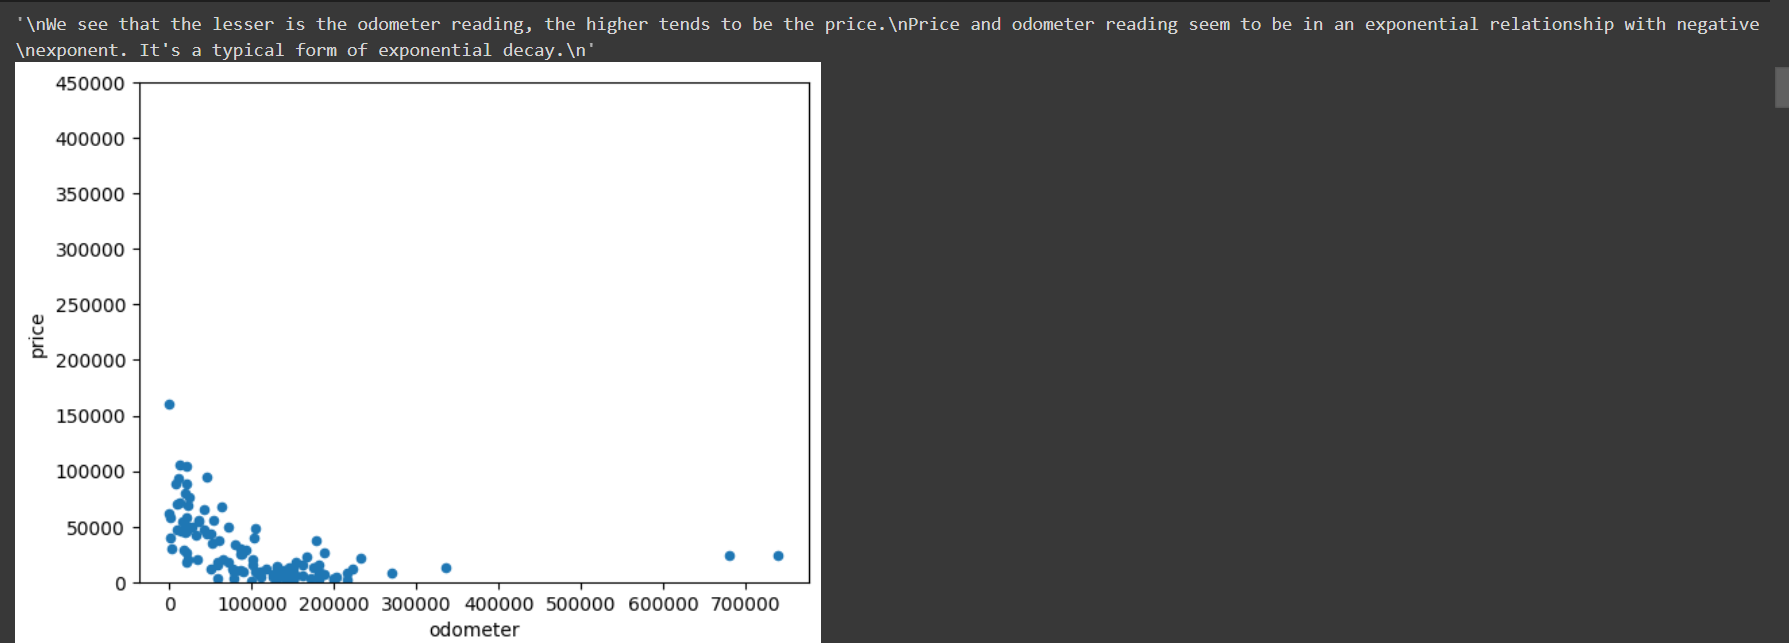 '\nWe see that the lesser is the odometer reading, the higher tends to be the price.\nPrice and odometer reading seem to be in an exponential relationship with negative
\nexponent. It's a typical form of exponential decay.\n'
450000
400000
350000
300000
250000
200000
150000
100000
50000
0
price
0 100000 200000 300000 400000 500000 600000 700000
odometer